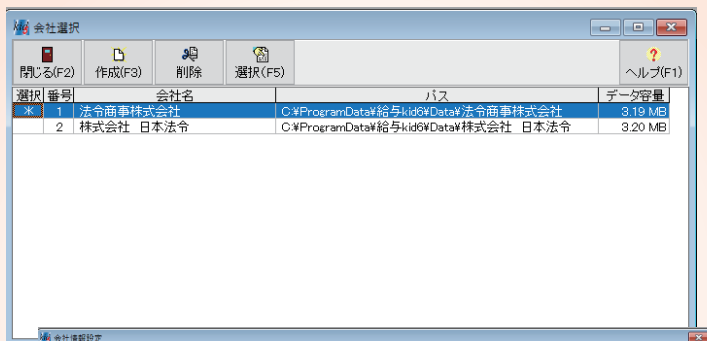 会社選択
閉じる(F2) 作成(F3) 削除 選択(F5) ヘルプ(F1)
選択 番号 会社名 パス データ容量
* 1 法令商事株式会社 C:¥ProgramData¥給与kid6¥Data¥法令商事株式会社 3.19 MB
2 株式会社 日本法令 C:¥ProgramData¥給与kid6¥Data¥株式会社 日本法令 3.20 MB
会社情報設定